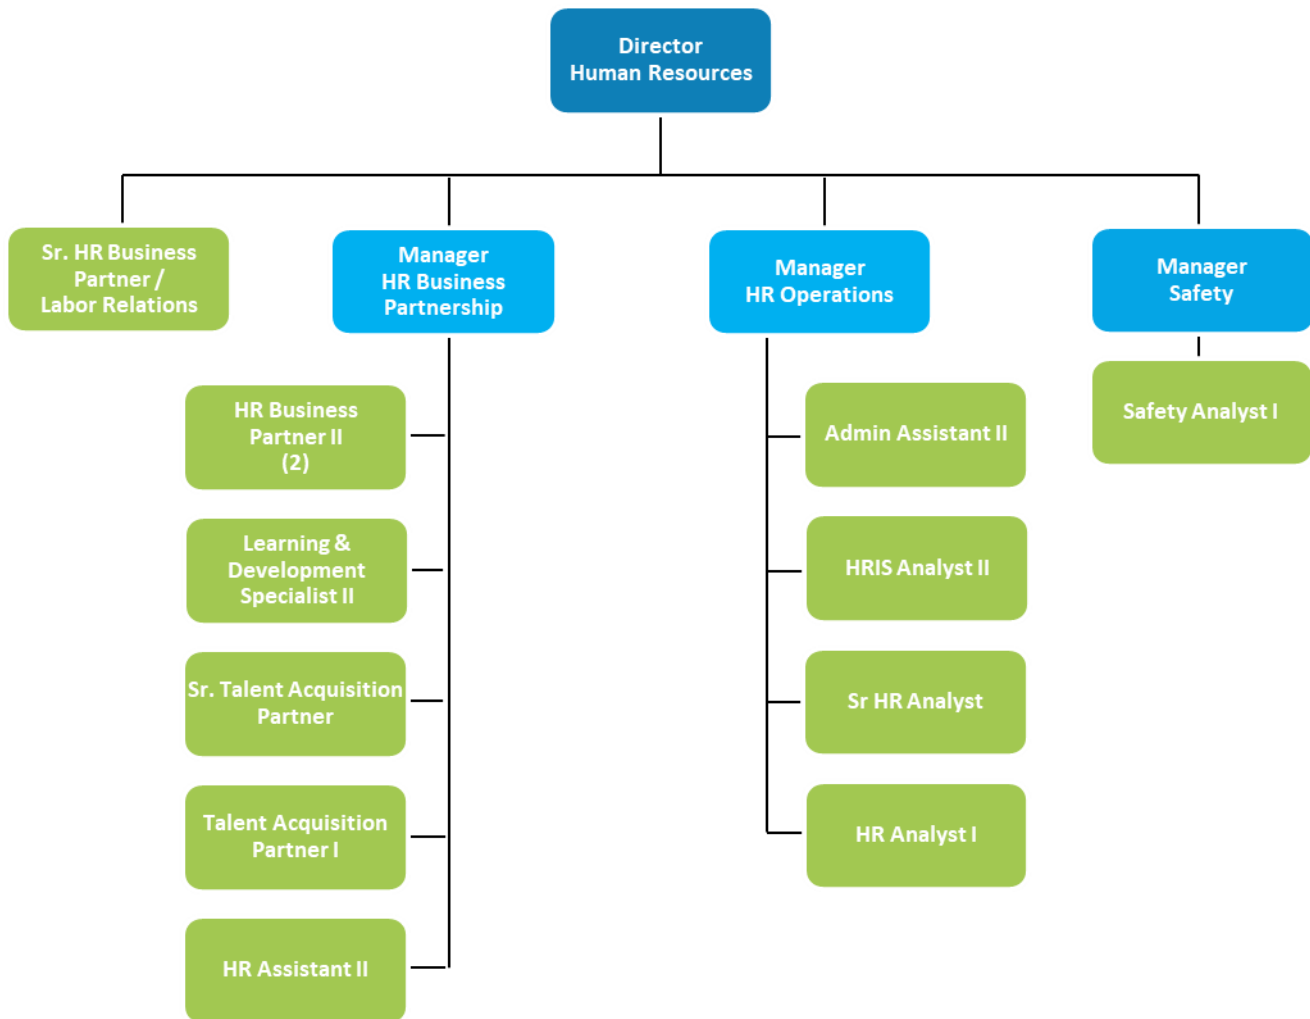 Director
Human Resources
Sr. HR Business
Partner /
Labor Relations
Manager
HR Business
Partnership
Manager
HR Operations
Manager
Safety
HR Business
Partner II
(2)
Learning &
Development
Specialist II
Sr. Talent Acquisition
Partner
Talent Acquisition
Partner I
HR Assistant II
Admin Assistant II
HRIS Analyst II
Sr HR Analyst
HR Analyst I
Safety Analyst I